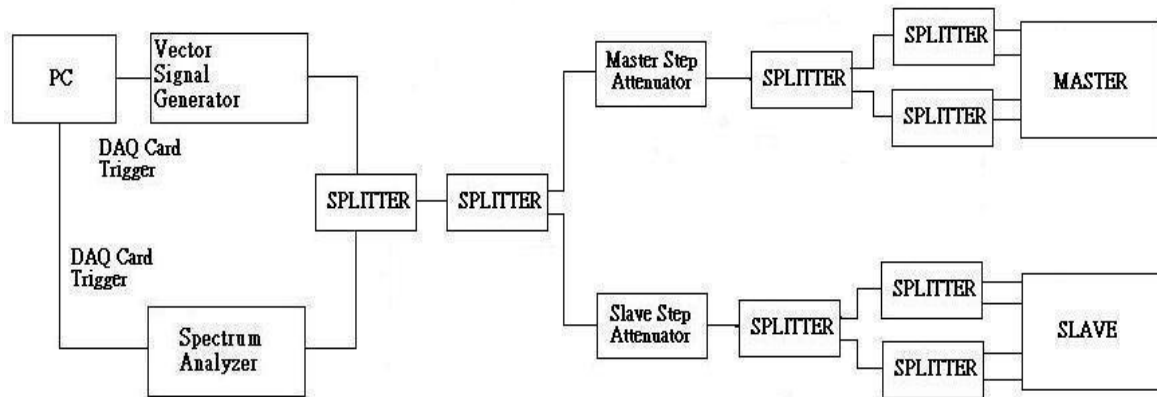 PC
Vector
Signal
Generator
DAQ Card
Trigger
DAQ Card
Trigger
Spectrum
Analyzer
SPLITTER
SPLITTER
Master Step
Attenuator
SPLITTER
SPLITTER
SPLITTER
MASTER
Slave Step
Attenuator
SPLITTER
SPLITTER
SPLITTER
SLAVE